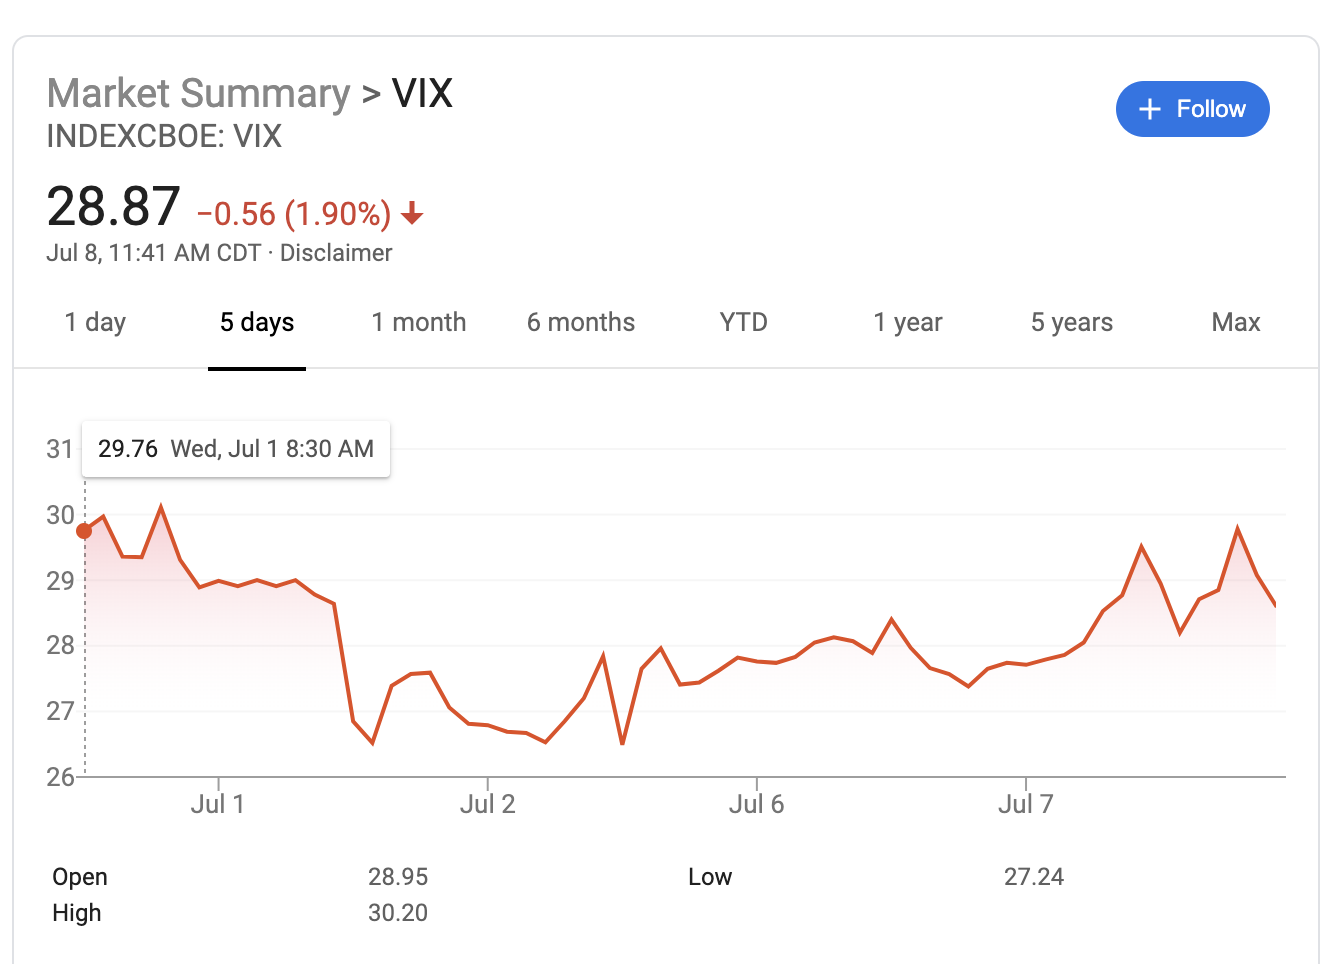 Market Summary > VIX
+ Follow
INDEXCBOE: VIX
28.87 −0.56 (1.90%)
Jul 8, 11:41 AM CDT · Disclaimer
1 day 5 days 1 month 6 months YTD 1 year 5 years Max
31
29.76 Wed, Jul 1 8:30 AM
30
29
28
27
26
Jul 1 Jul 2 Jul 6 Jul 7
Open 28.95 Low 27.24
High 30.20